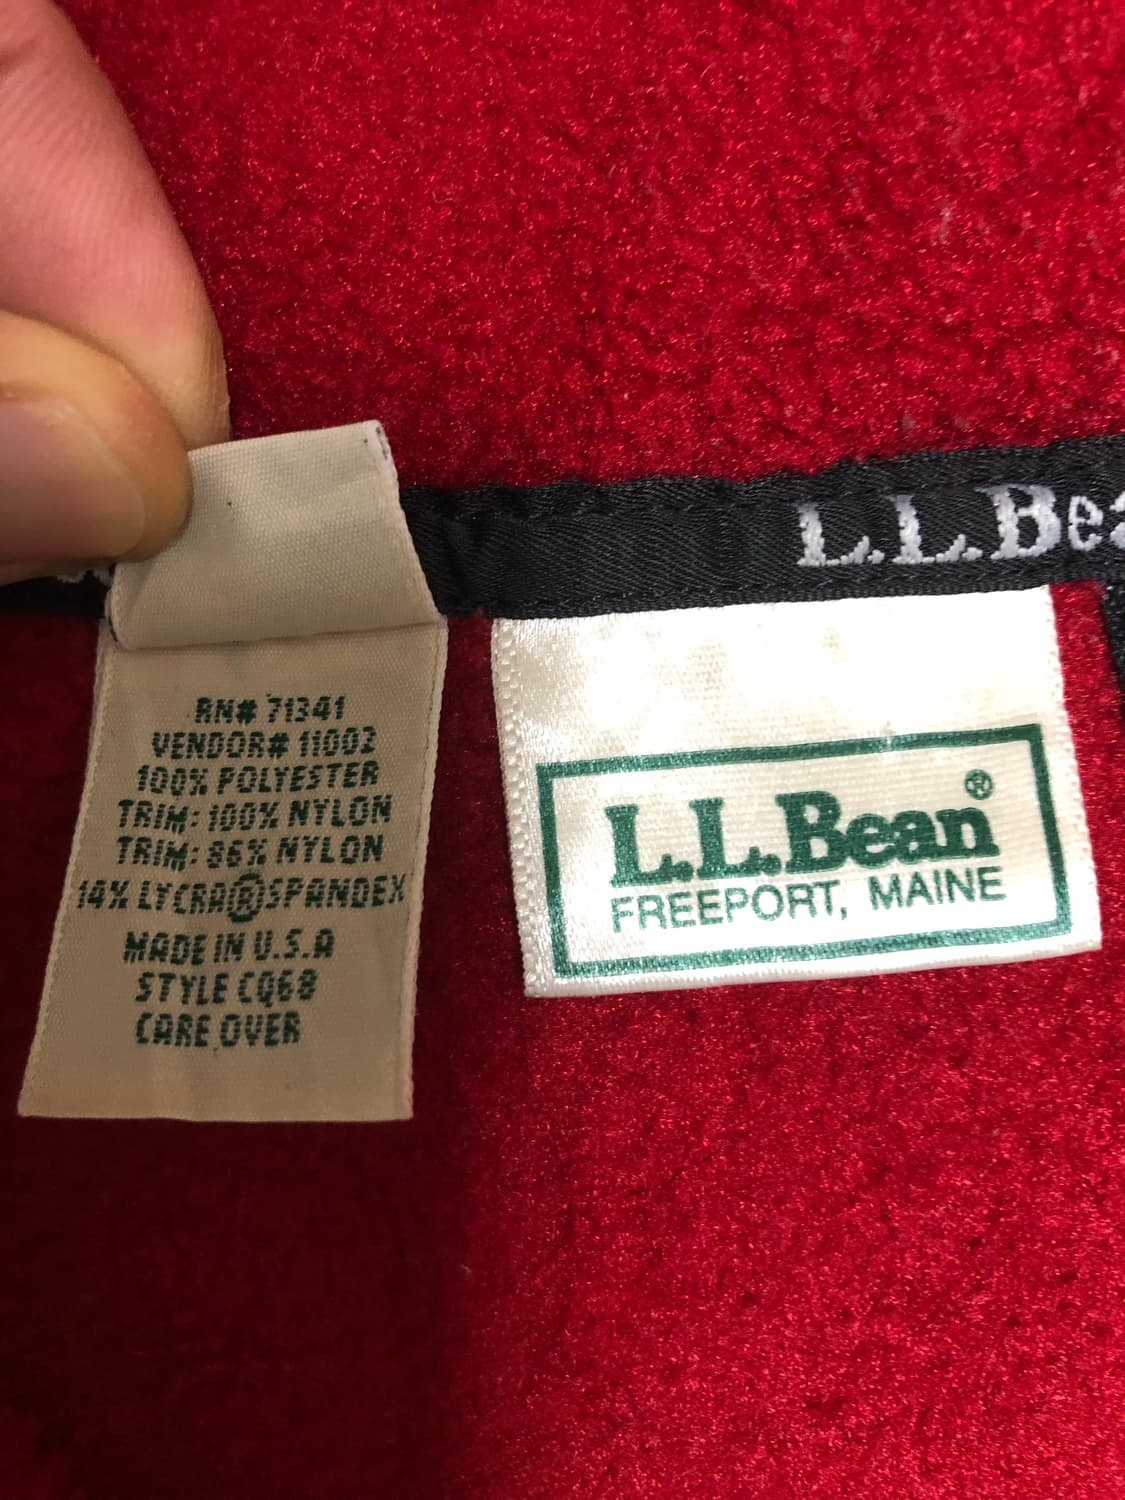 RN# 71341
VENDOR# 11002
100% POLYESTER
TRIM: 100% NYLON
TRIM: 86% NYLON
14% LYCRA®SPANDEX
MADE IN U.S.A
STYLE CQ68
CARE OVER
L.L.Bea
L.L.Bean®
FREEPORT, MAINE